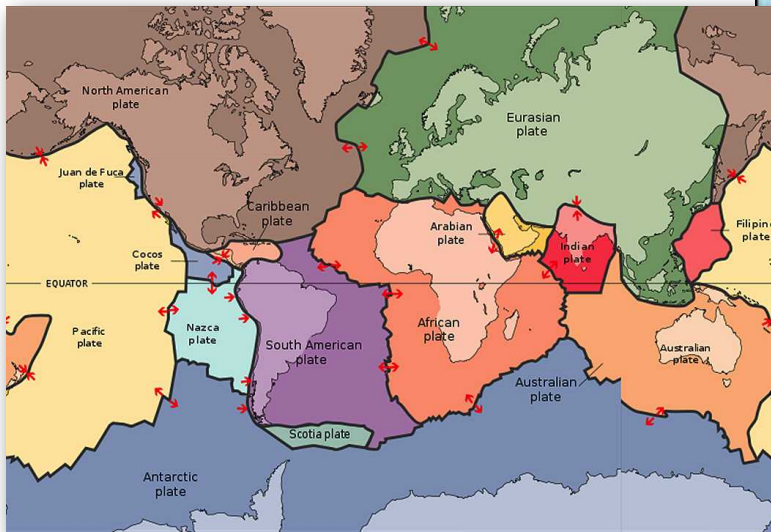 North American
plate
Eurasian
plate
Juan de Fuca
plate
Caribbean
plate
Arabian
plate
Filipine
plate
Indian
plate
Cocos
plate
EQUATOR
Pacific
plate
Nazca
plate
South American
plate
African
plate
Australian
plate
Australian
plate
Scotia plate
Antarctic
plate